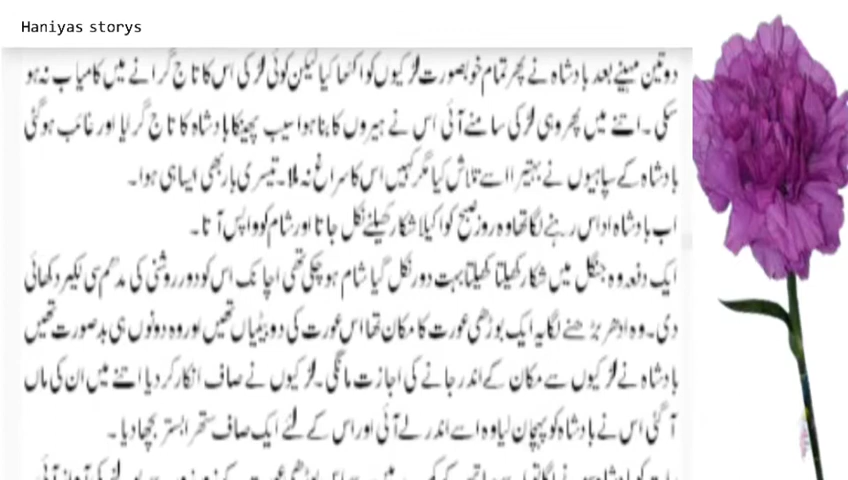 Haniyas storys
دو تین مہینے بعد بادشاہ نے پھر تمام خوبصورت لڑکیوں کو اکٹھا کیا لیکن کوئی لڑکی اس کا تاج گرانے میں کامیاب نہ ہو
سکی۔ اتنے میں پھر وہی لڑکی سامنے آئی اس نے ہیروں کا بنا ہوا سیب پھینکا بادشاہ کا تاج گرایا اور غائب ہو گئی
بادشاہ کے سپاہیوں نے بہتیرا اسے تلاش کیا مگر کہیں اس کا سراغ نہ ملا۔ تیسری بار بھی ایسا ہی ہوا۔
اب بادشاہ اداس رہنے لگا تھا وہ روز صبح کو اکیلا شکار کھیلنے نکل جاتا اور شام کو واپس آتا۔
ایک دفعہ وہ جنگل میں شکار کھیلتا کھیلتا بہت دور نکل گیا شام ہو چکی تھی اچانک اس کو دور روشنی کی مدھم سی لکیر دکھائی
دی۔ وہ ادھر بڑھنے لگا یہ ایک بوڑھی عورت کا مکان تھا اس عورت کی دو بیٹیاں تھیں اور وہ دونوں ہی بدصورت تھیں
بادشاہ نے لڑکیوں سے مکان کے اندر جانے کی اجازت مانگی۔ لڑکیوں نے صاف انکار کر دیا اتنے میں ان کی ماں
آ گئی اس نے بادشاہ کو پہچان لیا وہ اسے اندر لے آئی اور اس کے لئے ایک صاف ستھرا بستر بچھا دیا۔